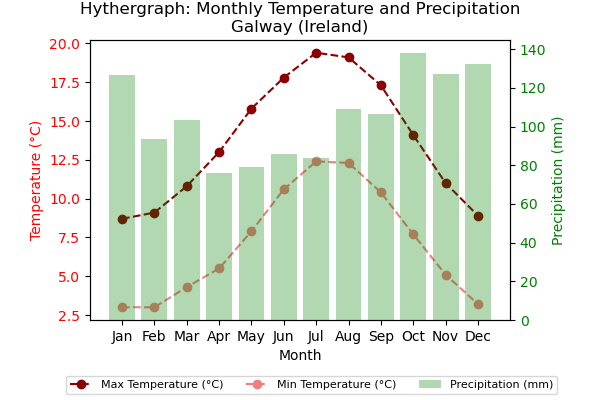 Hythergraph: Monthly Temperature and Precipitation
Galway (Ireland)
20.0
17.5
15.0
12.5
10.0
7.5
5.0
2.5
Temperature (°C)
140
120
100
80
60
40
20
0
Precipitation (mm)
Jan Feb Mar Apr May Jun Jul Aug Sep Oct Nov Dec
Month
Max Temperature (°C) Min Temperature (°C) Precipitation (mm)